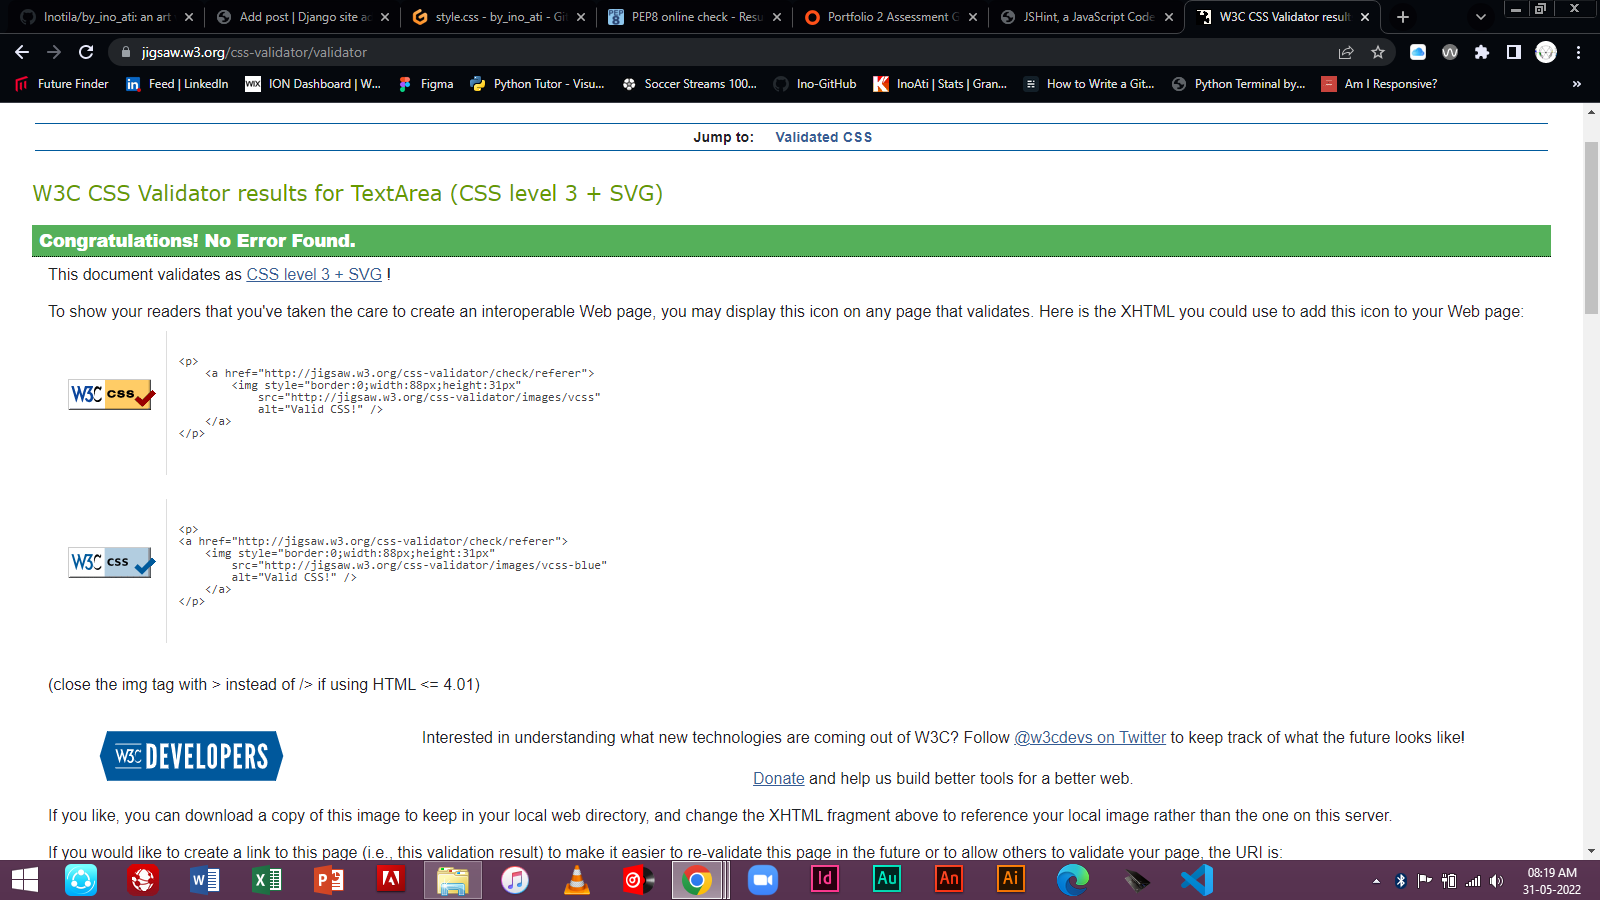 Inotila/by_ino_ati: an art
Add post | Django site ad
style.css - by_ino_ati - Git
PEP8 online check - Resu
Portfolio 2 Assessment G
JSHint, a JavaScript Code
W3C CSS Validator result
jigsaw.w3.org/css-validator/validator
Future Finder
Feed | LinkedIn
WIX
ION Dashboard | W...
Figma
Python Tutor - Visu...
Soccer Streams 100...
Ino-GitHub
InoAti | Stats | Gran...
How to Write a Git...
Python Terminal by...
Am I Responsive?
»
Jump to: Validated CSS
W3C CSS Validator results for TextArea (CSS level 3 + SVG)
Congratulations! No Error Found.
This document validates as CSS level 3 + SVG !
To show your readers that you've taken the care to create an interoperable Web page, you may display this icon on any page that validates. Here is the XHTML you could use to add this icon to your Web page:
W3C css
<p>
<a href="http://jigsaw.w3.org/css-validator/check/referer">
<img style="border:0;width:88px;height:31px"
src="http://jigsaw.w3.org/css-validator/images/vcss"
alt="Valid CSS!" />
</a>
</p>
W3C css
<p>
<a href="http://jigsaw.w3.org/css-validator/check/referer">
<img style="border:0;width:88px;height:31px"
src="http://jigsaw.w3.org/css-validator/images/vcss-blue"
alt="Valid CSS!" />
</a>
</p>
(close the img tag with > instead of /> if using HTML <= 4.01)
W3C DEVELOPERS
Interested in understanding what new technologies are coming out of W3C? Follow @w3cdevs on Twitter to keep track of what the future looks like!
Donate and help us build better tools for a better web.
If you like, you can download a copy of this image to keep in your local web directory, and change the XHTML fragment above to reference your local image rather than the one on this server.
If you would like to create a link to this page (i.e., this validation result) to make it easier to re-validate this page in the future or to allow others to validate your page, the URI is:
Id
Au
An
Ai
08:19 AM
31-05-2022